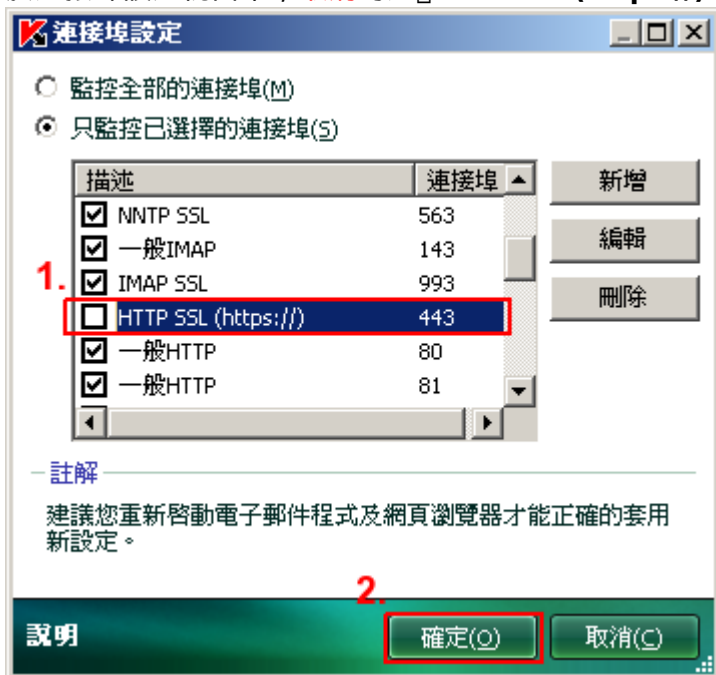 連接埠設定
監控全部的連接埠(M)
只監控已選擇的連接埠(S)
描述 連接埠
新增
NNTP SSL 563
一般IMAP 143
編輯
1.
IMAP SSL 993
刪除
HTTP SSL (https://) 443
一般HTTP 80
一般HTTP 81
註解
建議您重新啓動電子郵件程式及網頁瀏覽器才能正確的套用
新設定。
2.
說明 確定(O) 取消(C)